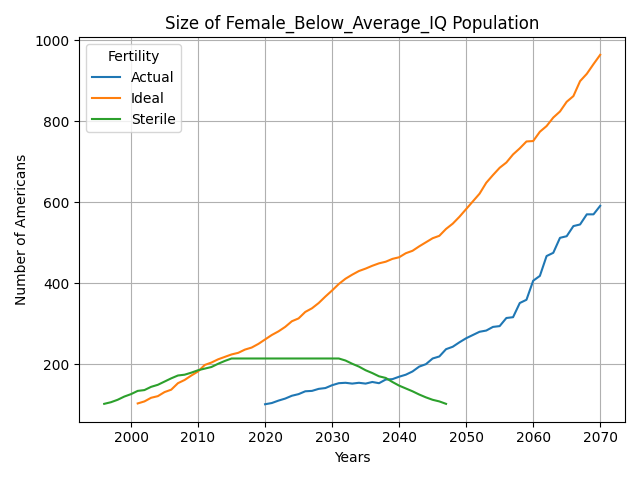 Size of Female_Below_Average_IQ Population
Number of Americans
1000
800
600
400
200
Fertility
Actual
Ideal
Sterile
2000 2010 2020 2030 2040 2050 2060 2070
Years